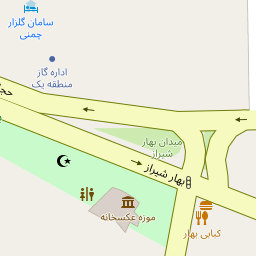 سامان گلزار
چمنی
اداره گاز
منطقه یک
میدان بهار
شیراز
بهار شیراز
موزه عکسخانه
کبابی بهار